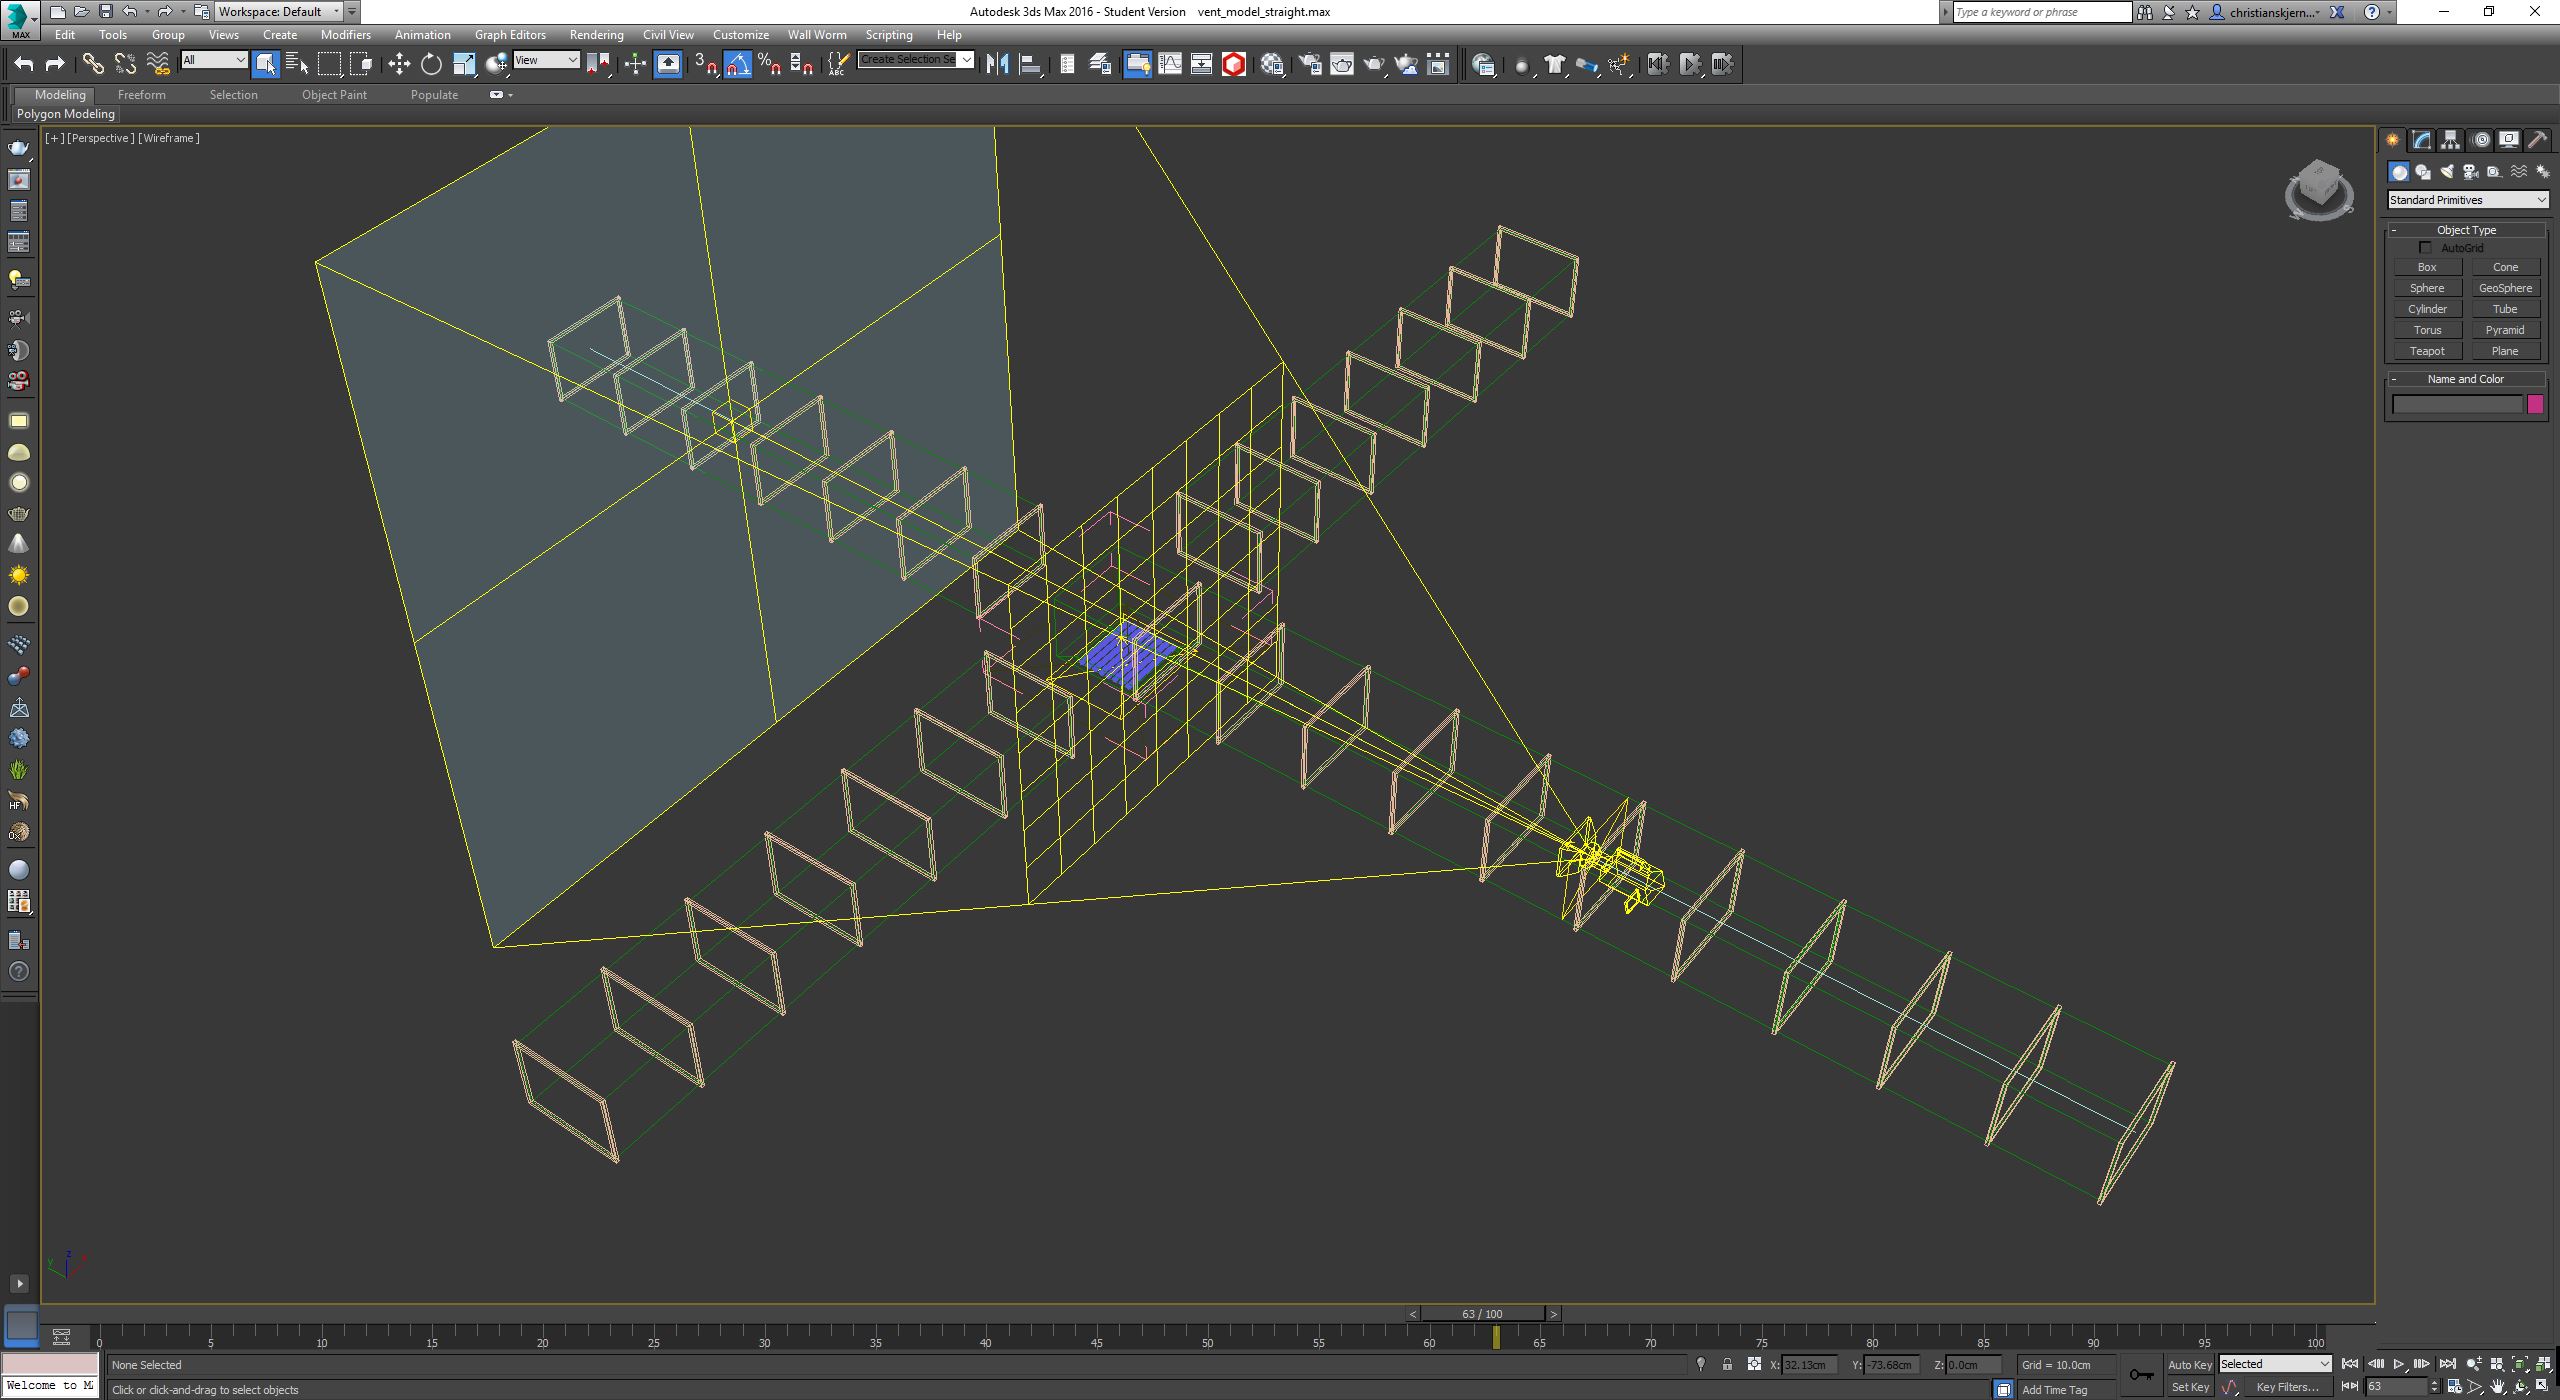 Workspace: Default
Autodesk 3ds Max 2016 - Student Version vent_model_straight.max
Type a keyword or phrase
christianskjern...
MAX
Edit Tools Group Views Create Modifiers Animation Graph Editors Rendering Civil View Customize Wall Worm Scripting Help
All
View
3
%
ABC
Create Selection Se
Modeling Freeform Selection Object Paint Populate
Polygon Modeling
[+] [Perspective ] [Wireframe ]
Standard Primitives
- Object Type
AutoGrid
Box Cone
Sphere GeoSphere
Cylinder Tube
Torus Pyramid
Teapot Plane
- Name and Color
HF
z
y
< 63 / 100 >
0 5 10 15 20 25 30 35 40 45 50 55 60 65 70 75 80 85 90 95 100
None Selected
X: 32.13cm Y: -73.68cm Z: 0.0cm Grid = 10.0cm
Auto Key Selected
Welcome to M
Click or click-and-drag to select objects
Add Time Tag
Set Key Key Filters...
63